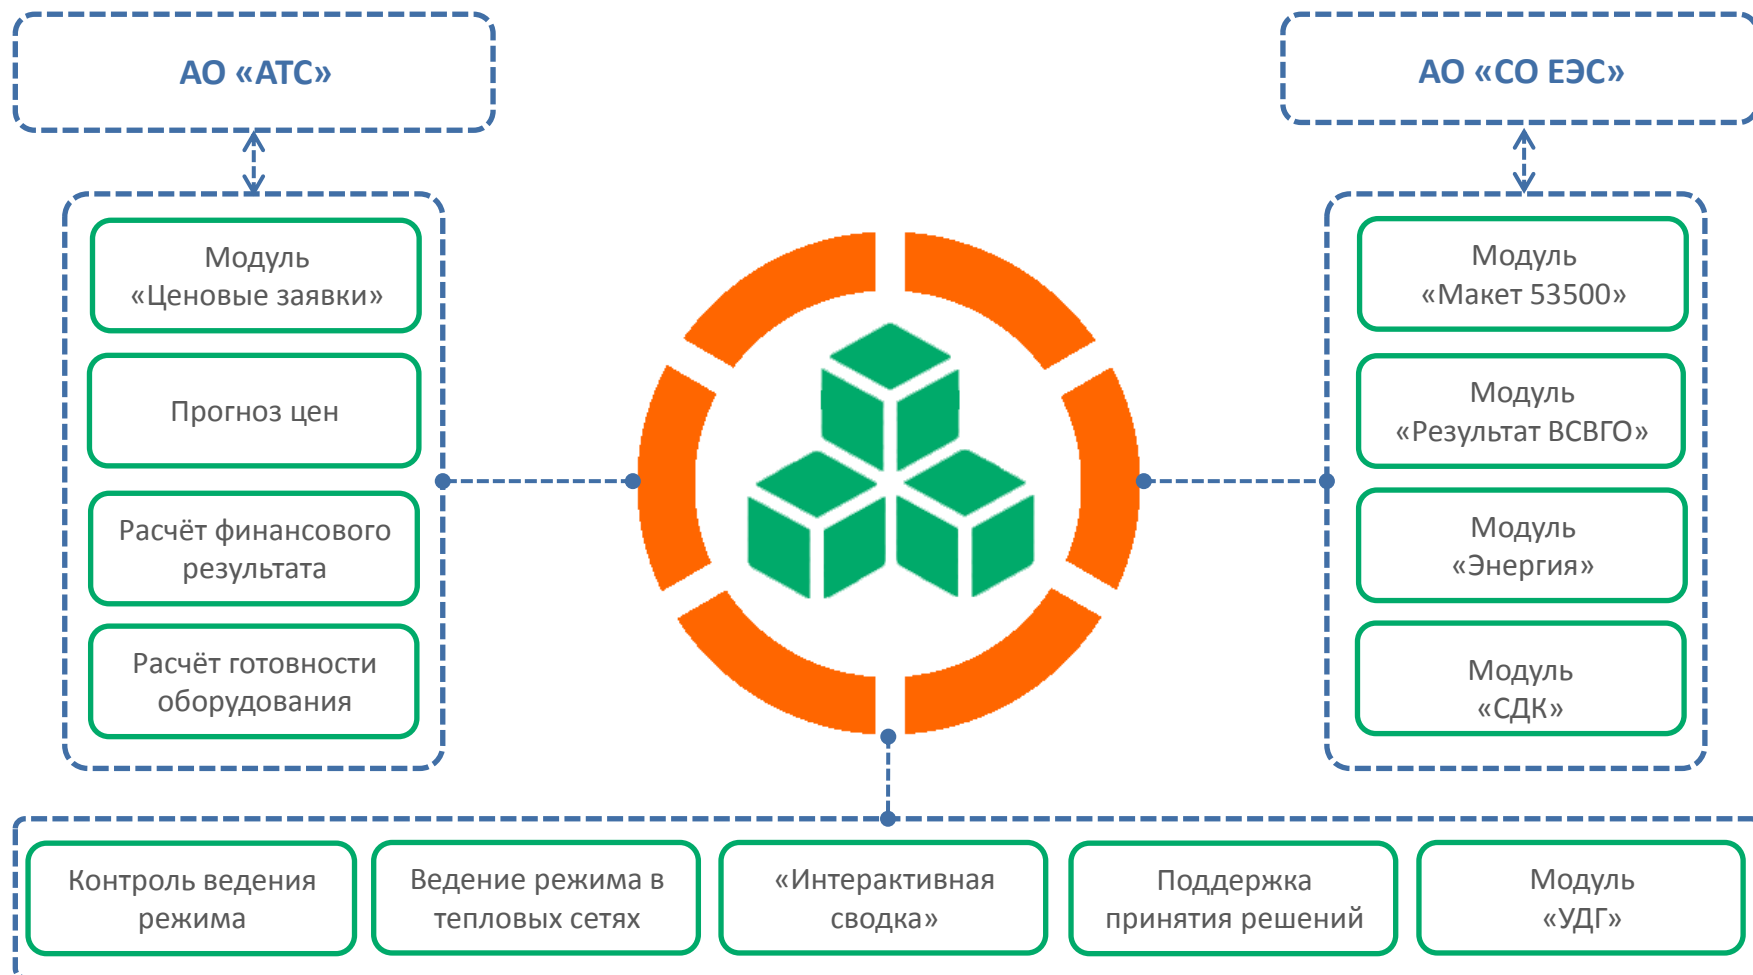 АО «АТС»
АО «СО ЕЭС»
Модуль
«Ценовые заявки»
Прогноз цен
Расчёт финансового
результата
Расчёт готовности
оборудования
Модуль
«Макет 53500»
Модуль
«Результат ВСВГО»
Модуль
«Энергия»
Модуль
«СДК»
Контроль ведения
режима
Ведение режима в
тепловых сетях
«Интерактивная
сводка»
Поддержка
принятия решений
Модуль
«УДГ»